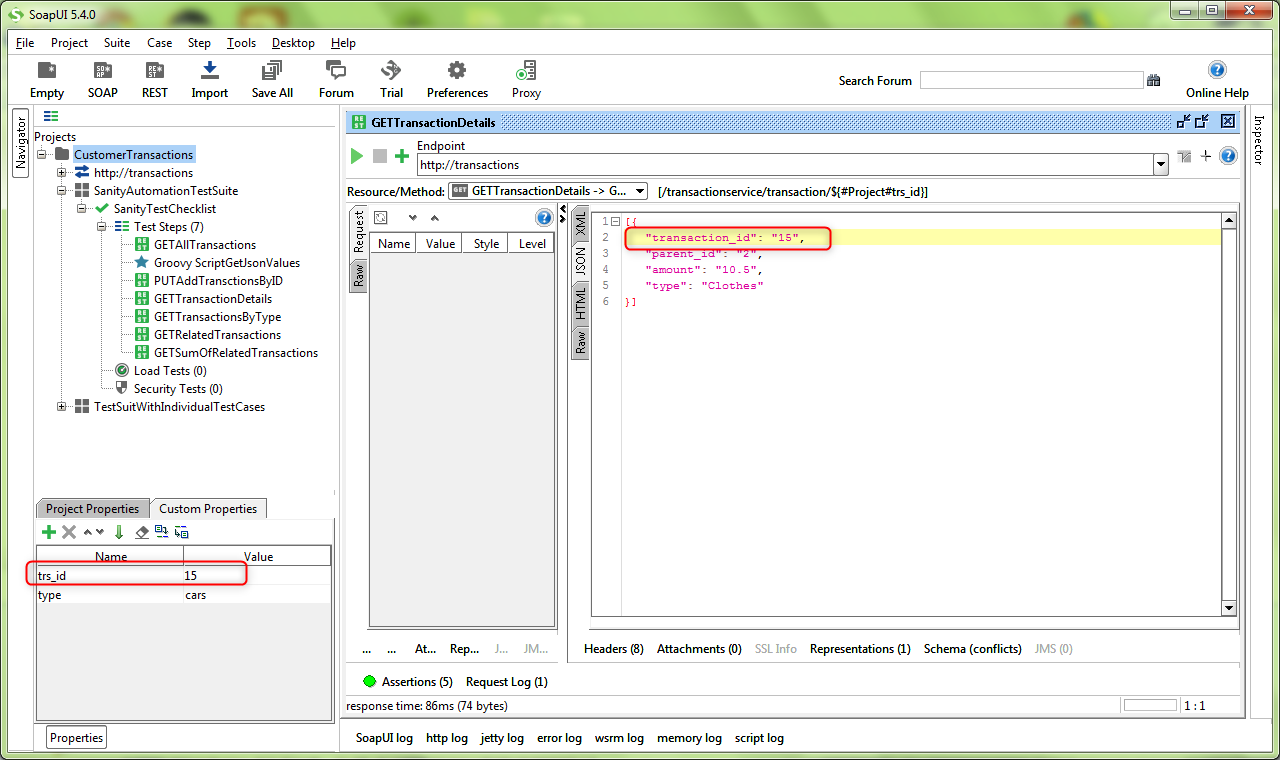 SoapUI 5.4.0
File Project Suite Case Step Tools Desktop Help
Empty SOAP REST Import Save All Forum Trial Preferences Proxy Search Forum Online Help
Navigator
Projects
CustomerTransactions
http://transactions
SanityAutomationTestSuite
SanityTestChecklist
Test Steps (7)
GETAllTransactions
Groovy ScriptGetJsonValues
PUTAddTransctionsByID
GETTransactionDetails
GETTransactionsByType
GETRelatedTransactions
GETSumOfRelatedTransactions
Load Tests (0)
Security Tests (0)
TestSuitWithIndividualTestCases
Project Properties Custom Properties
Name Value
trs_id 15
type cars
Properties
GETTransactionDetails
Endpoint
http://transactions
Resource/Method: GET GETTransactionDetails -> G... [/transactionservice/transaction/${#Project#trs_id}]
Request
Raw
Name Value Style Level
XML
JSON
HTML
Raw
1 [{
2 "transaction_id": "15",
3 "parent_id": "2",
4 "amount": "10.5",
5 "type": "Clothes"
6 }]
... ... At... Rep... J... JM...
Headers (8) Attachments (0) SSL Info Representations (1) Schema (conflicts) JMS (0)
Assertions (5) Request Log (1)
response time: 86ms (74 bytes) 1 : 1
SoapUI log http log jetty log error log wsrm log memory log script log
Inspector